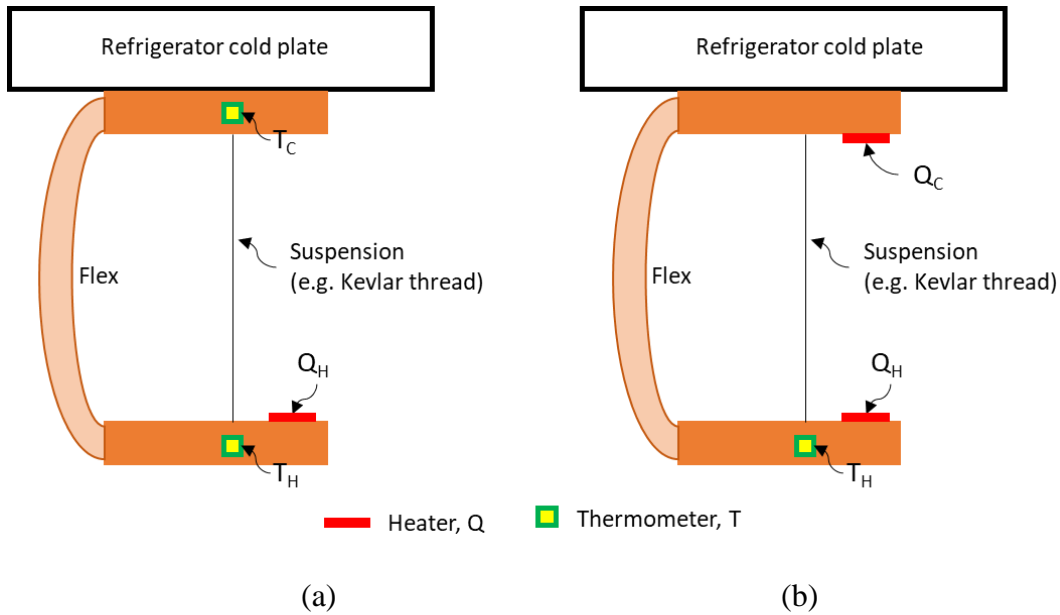 Refrigerator cold plate
T_C
Flex
Suspension
(e.g. Kevlar thread)
Q_H
T_H
Refrigerator cold plate
Q_C
Flex
Suspension
(e.g. Kevlar thread)
Q_H
T_H
Heater, Q
Thermometer, T
(a)
(b)